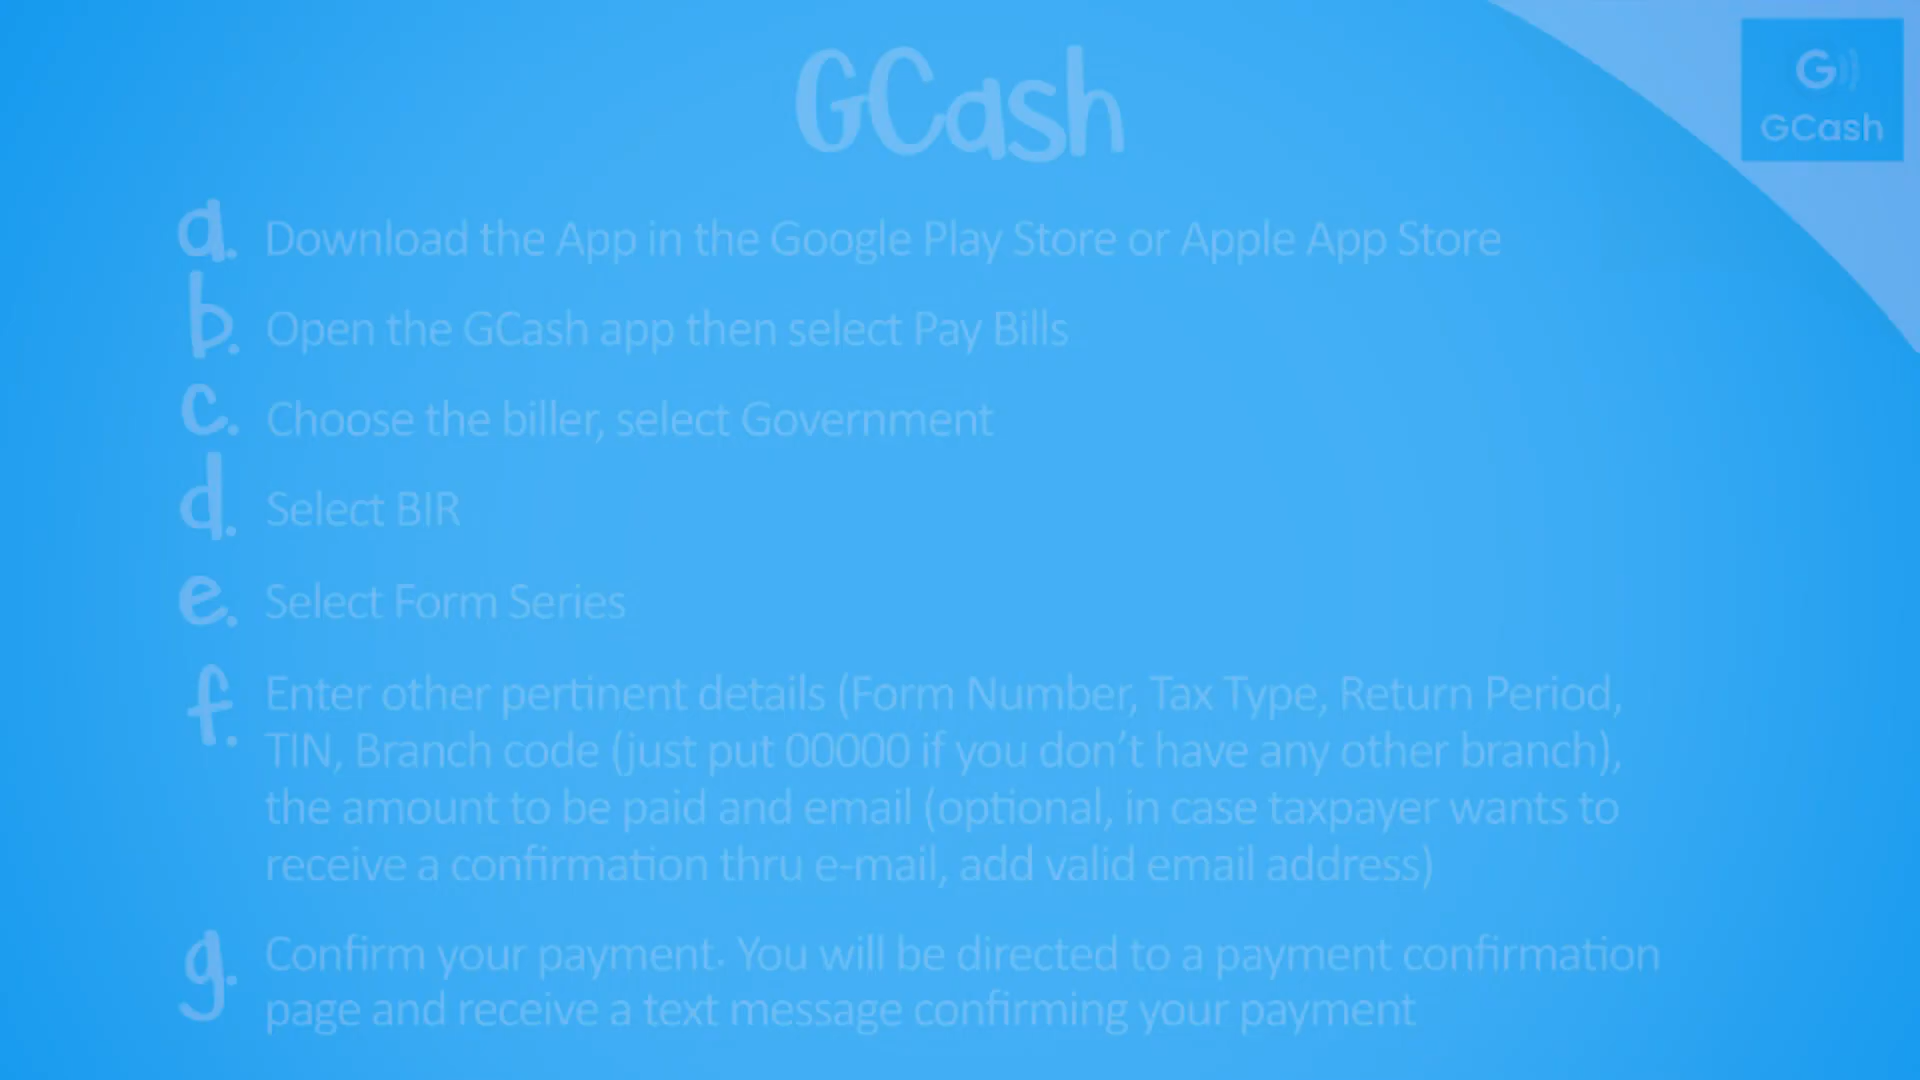 GCash
G
GCash
a. Download the App in the Google Play Store or Apple App Store
b. Open the GCash app then select Pay Bills
c. Choose the biller, select Government
d. Select BIR
e. Select Form Series
f. Enter other pertinent details (Form Number, Tax Type, Return Period,
TIN, Branch code (just put 00000 if you don’t have any other branch),
the amount to be paid and email (optional, in case taxpayer wants to
receive a confirmation thru e-mail, add valid email address)
g. Confirm your payment. You will be directed to a payment confirmation
page and receive a text message confirming your payment